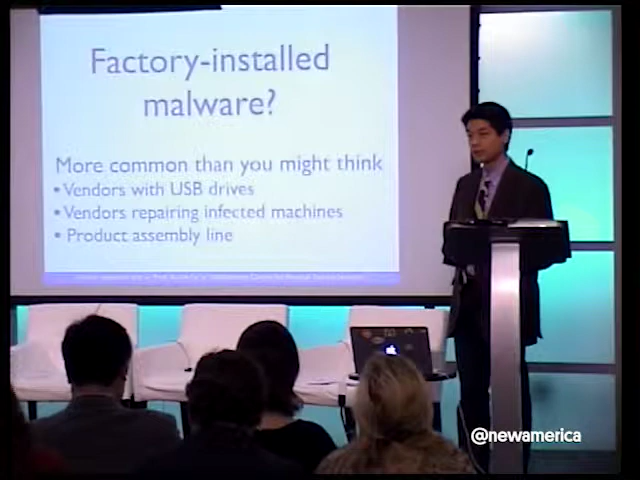 Factory-installed
malware?
More common than you might think
• Vendors with USB drives
• Vendors repairing infected machines
• Product assembly line
@newamerica